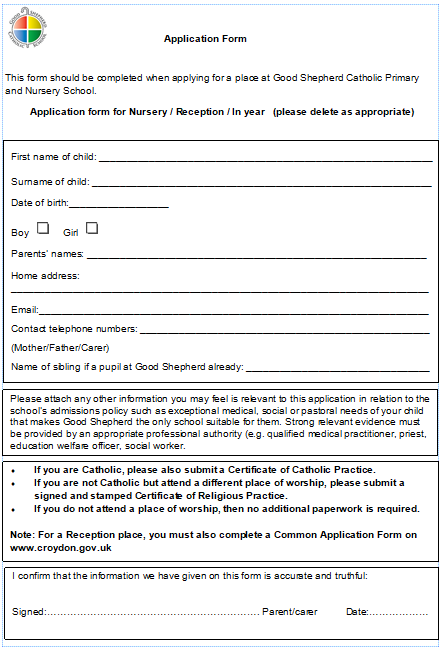 GOOD SHEPHERD
CATHOLIC SCHOOL
Application Form
This form should be completed when applying for a place at Good Shepherd Catholic Primary
and Nursery School.
Application form for Nursery / Reception / In year (please delete as appropriate)
First name of child: ___________________________________________
Surname of child: ___________________________________________
Date of birth:__________________
Boy ☐ Girl ☐
Parents' names: ___________________________________________
Home address:
___________________________________________
Email:___________________________________________
Contact telephone numbers: ___________________________________________
(Mother/Father/Carer)
Name of sibling if a pupil at Good Shepherd already: _________________________________
Please attach any other information you may feel is relevant to this application in relation to the
school's admissions policy such as exceptional medical, social or pastoral needs of your child
that makes Good Shepherd the only school suitable for them. Strong relevant evidence must
be provided by an appropriate professional authority (e.g. qualified medical practitioner, priest,
education welfare officer, social worker.
• If you are Catholic, please also submit a Certificate of Catholic Practice.
• If you are not Catholic but attend a different place of worship, please submit a
signed and stamped Certificate of Religious Practice.
• If you do not attend a place of worship, then no additional paperwork is required.
Note: For a Reception place, you must also complete a Common Application Form on
www.croydon.gov.uk
I confirm that the information we have given on this form is accurate and truthful:
Signed:……………………………………………………………. Parent/carer Date:………………